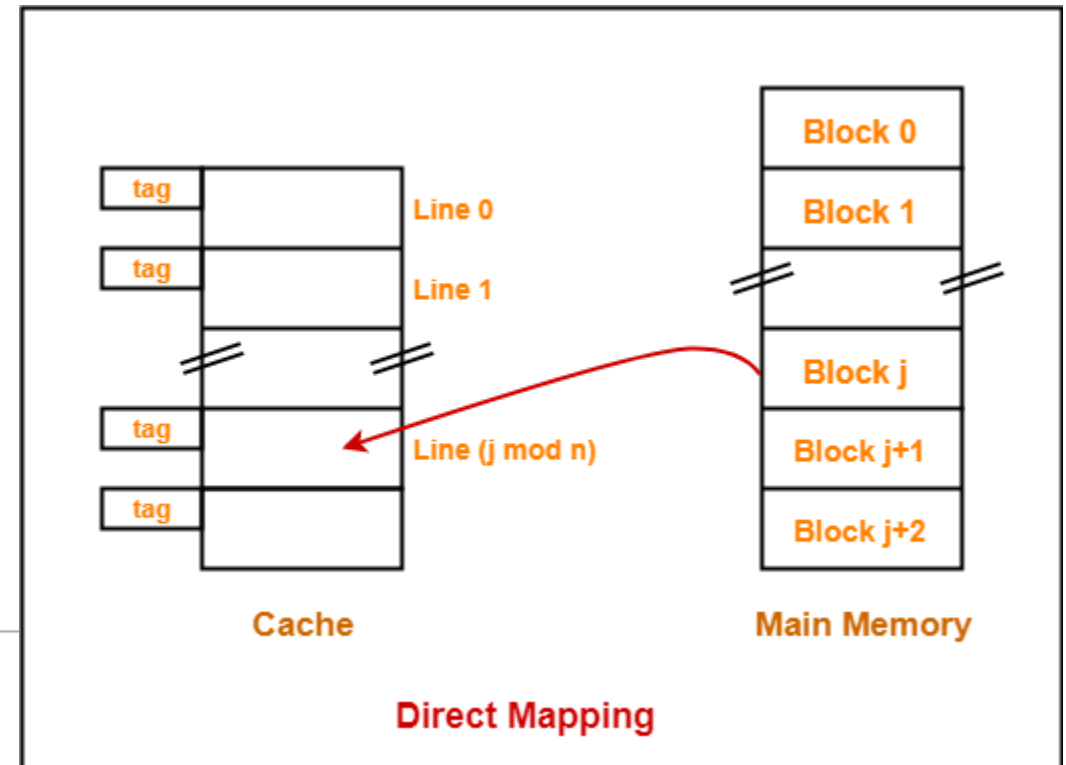 tag
Line 0
tag
Line 1
tag
Line (j mod n)
tag
Cache
Block 0
Block 1
Block j
Block j+1
Block j+2
Main Memory
Direct Mapping